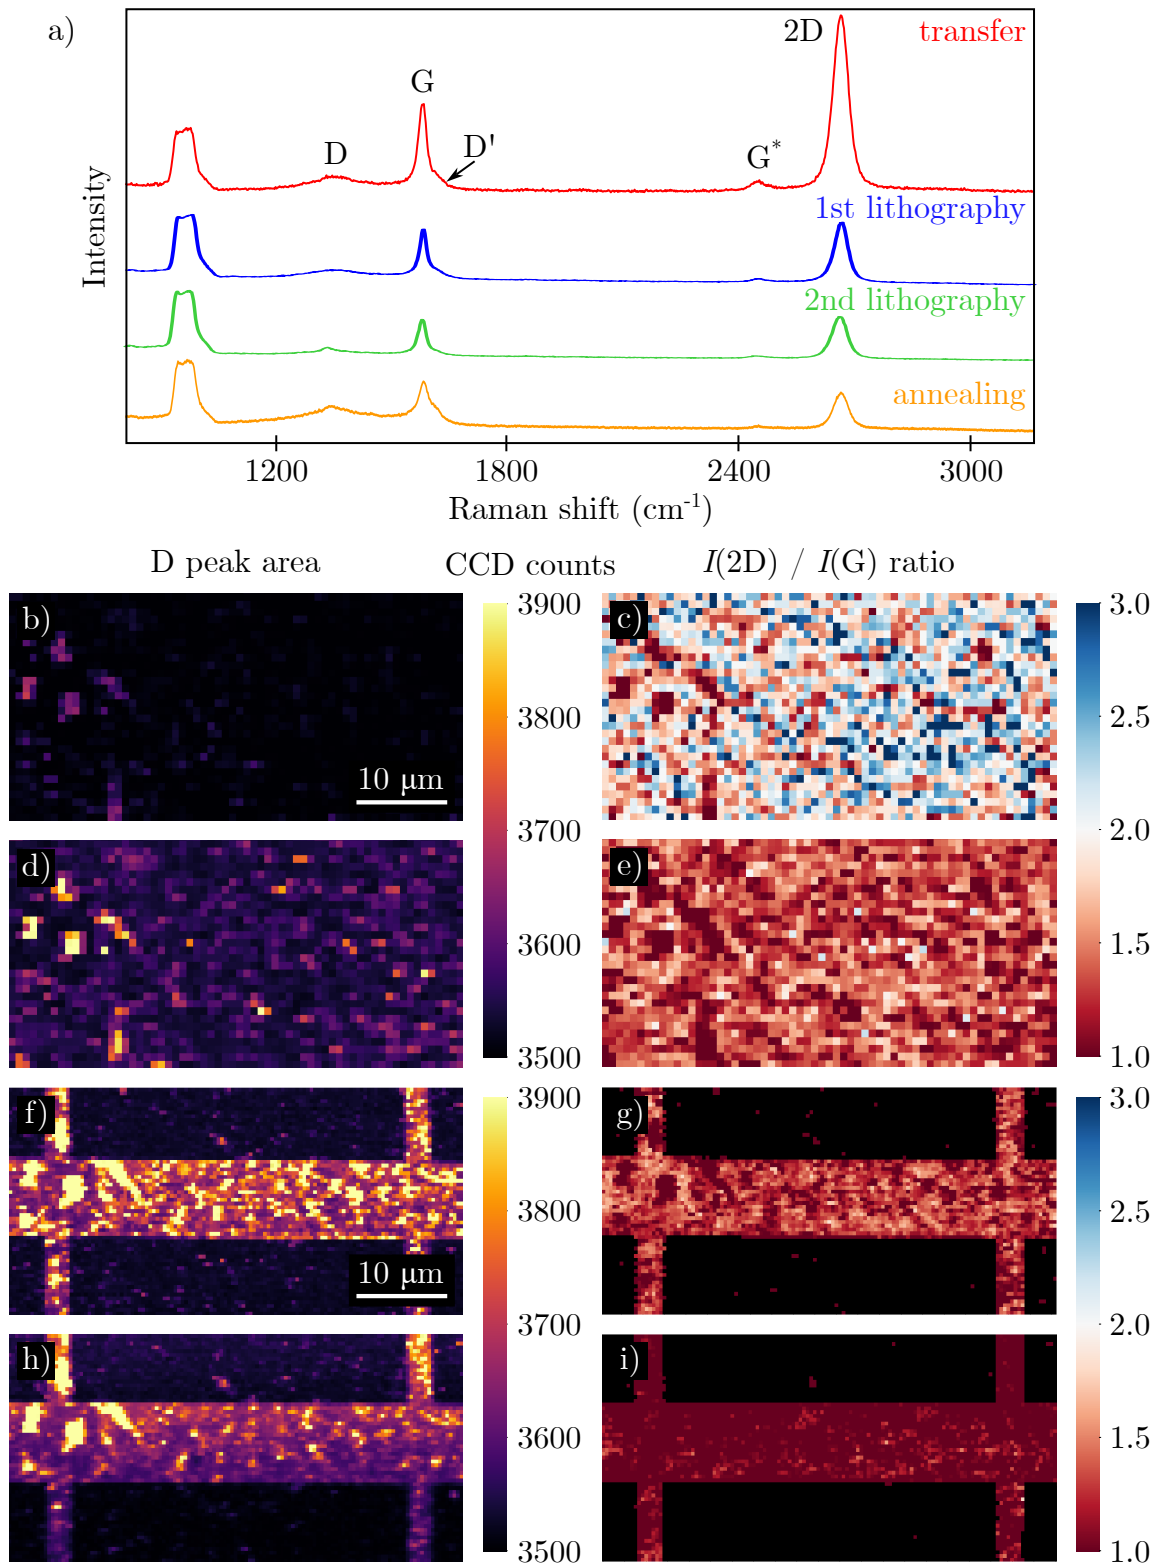 a)
2D
transfer
G
D
D'
G*
1st lithography
2nd lithography
annealing
Intensity
1200 1800 2400 3000
Raman shift (cm⁻¹)
D peak area CCD counts I(2D) / I(G) ratio
b)
10 µm
3900
3800
3700
3600
3500
c)
3.0
2.5
2.0
1.5
1.0
d)
e)
f)
10 µm
3900
3800
3700
3600
3500
g)
3.0
2.5
2.0
1.5
1.0
h)
i)